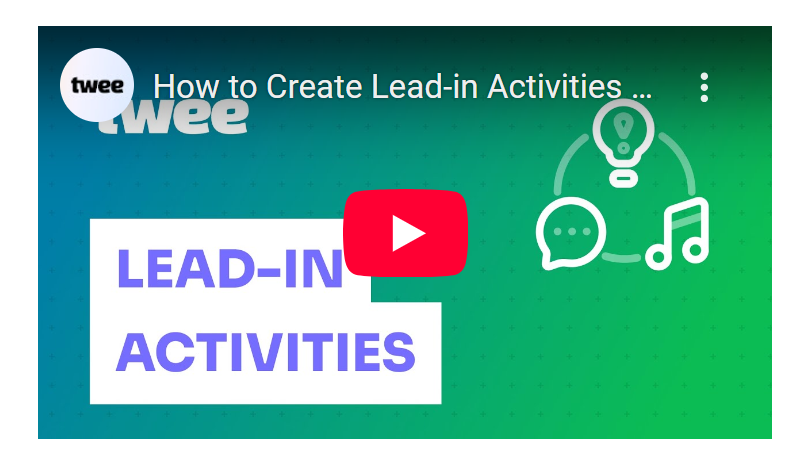 twee
How to Create Lead-in Activities ...
twee
LEAD-IN
ACTIVITIES